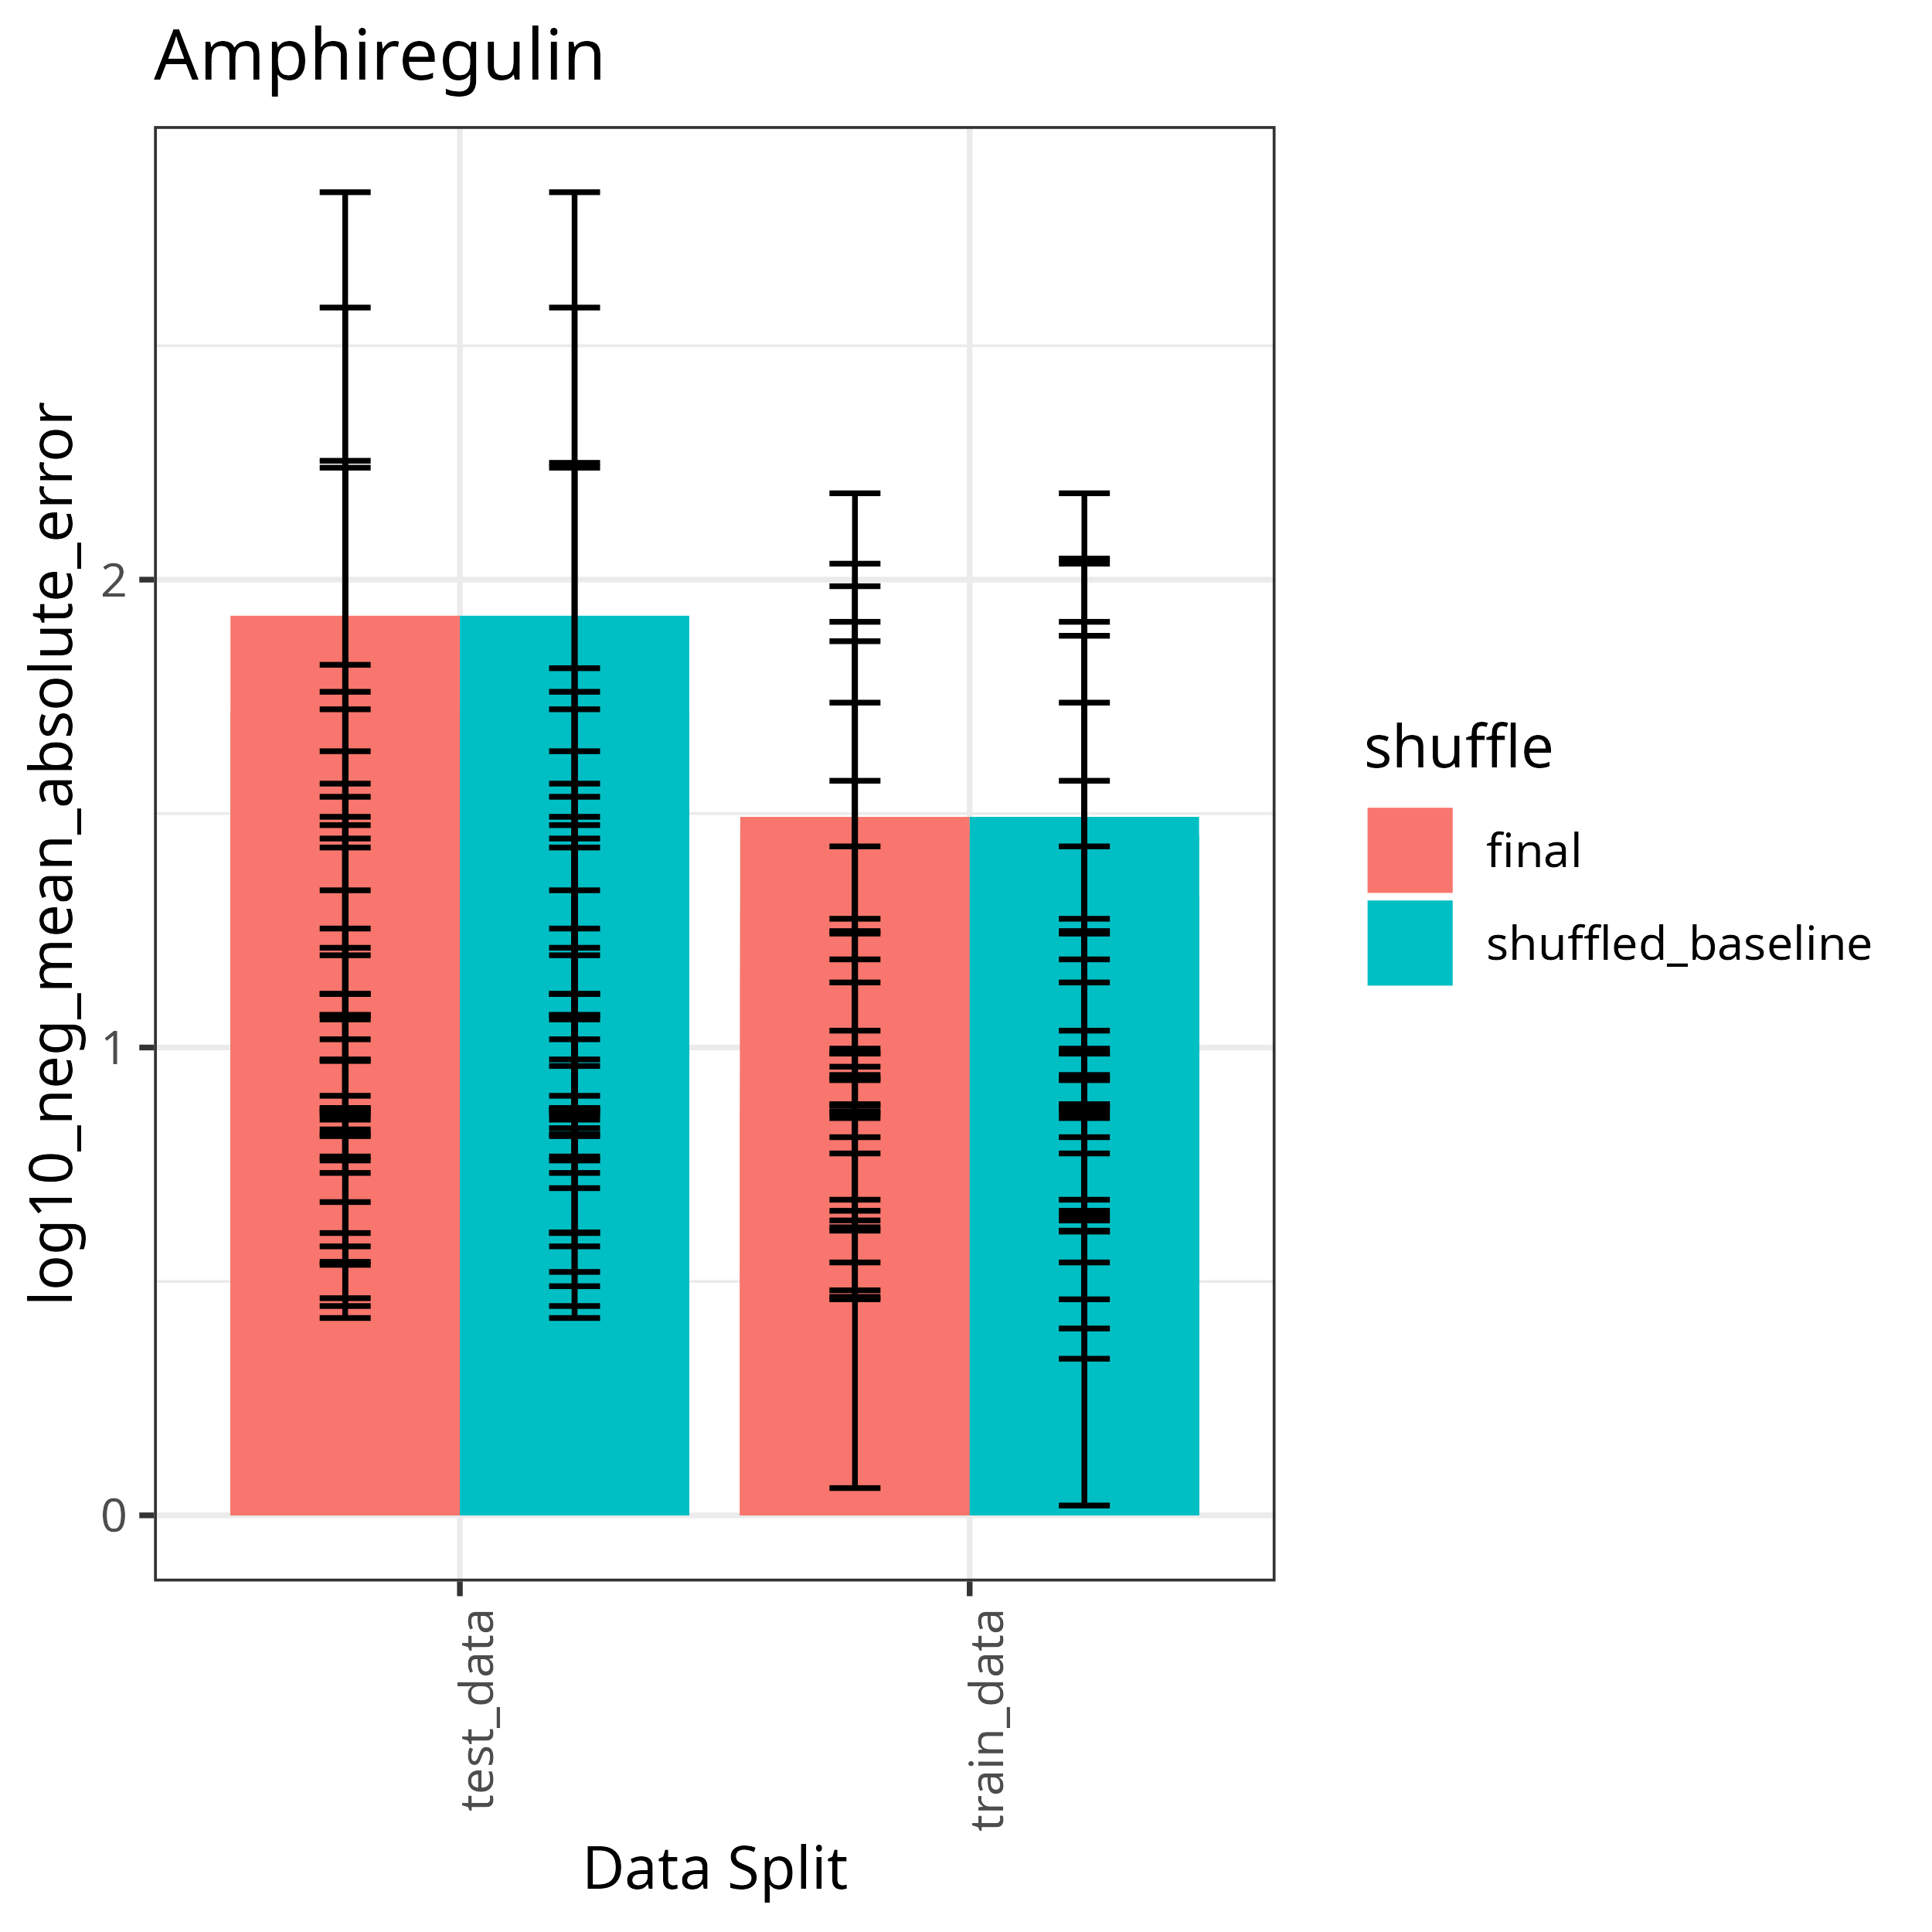 Amphiregulin
log10_neg_mean_absolute_error
2
1
0
test_data
train_data
Data Split
shuffle
final
shuffled_baseline